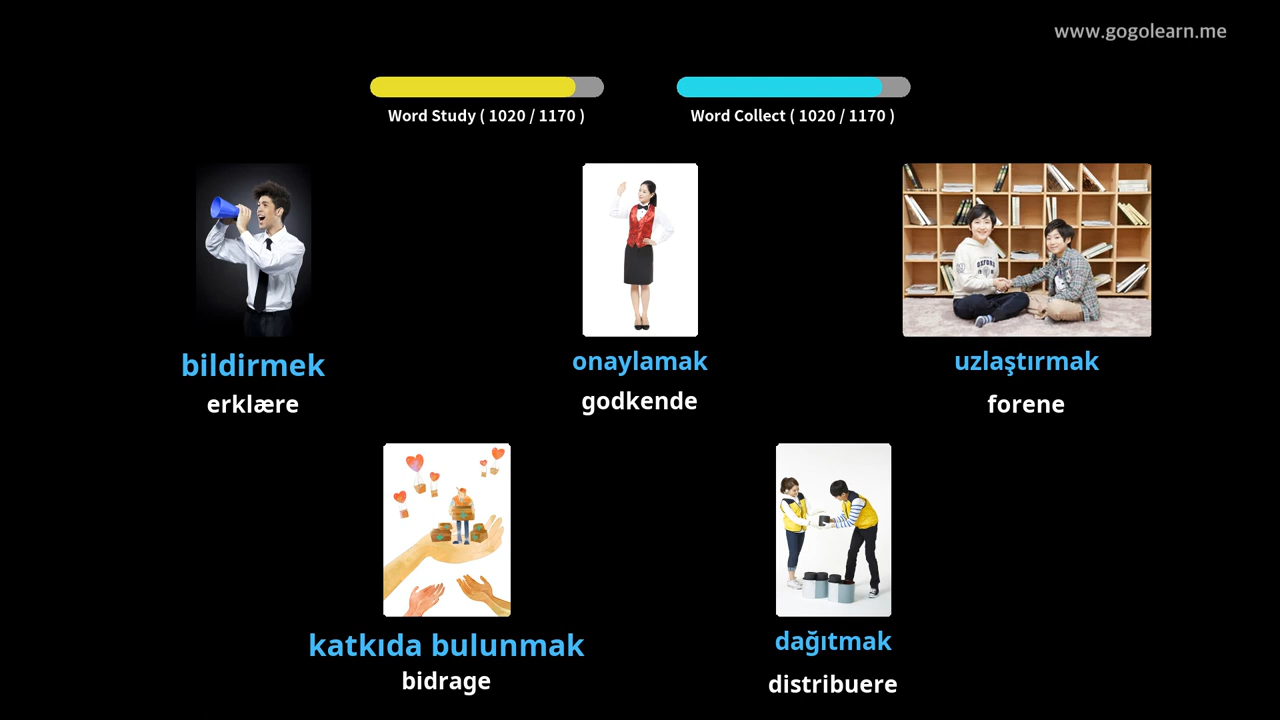 www.gogolearn.me
Word Study ( 1020 / 1170 )
Word Collect ( 1020 / 1170 )
bildirmek
erklære
onaylamak
godkende
uzlaştırmak
forene
katkıda bulunmak
bidrage
dağıtmak
distribuere